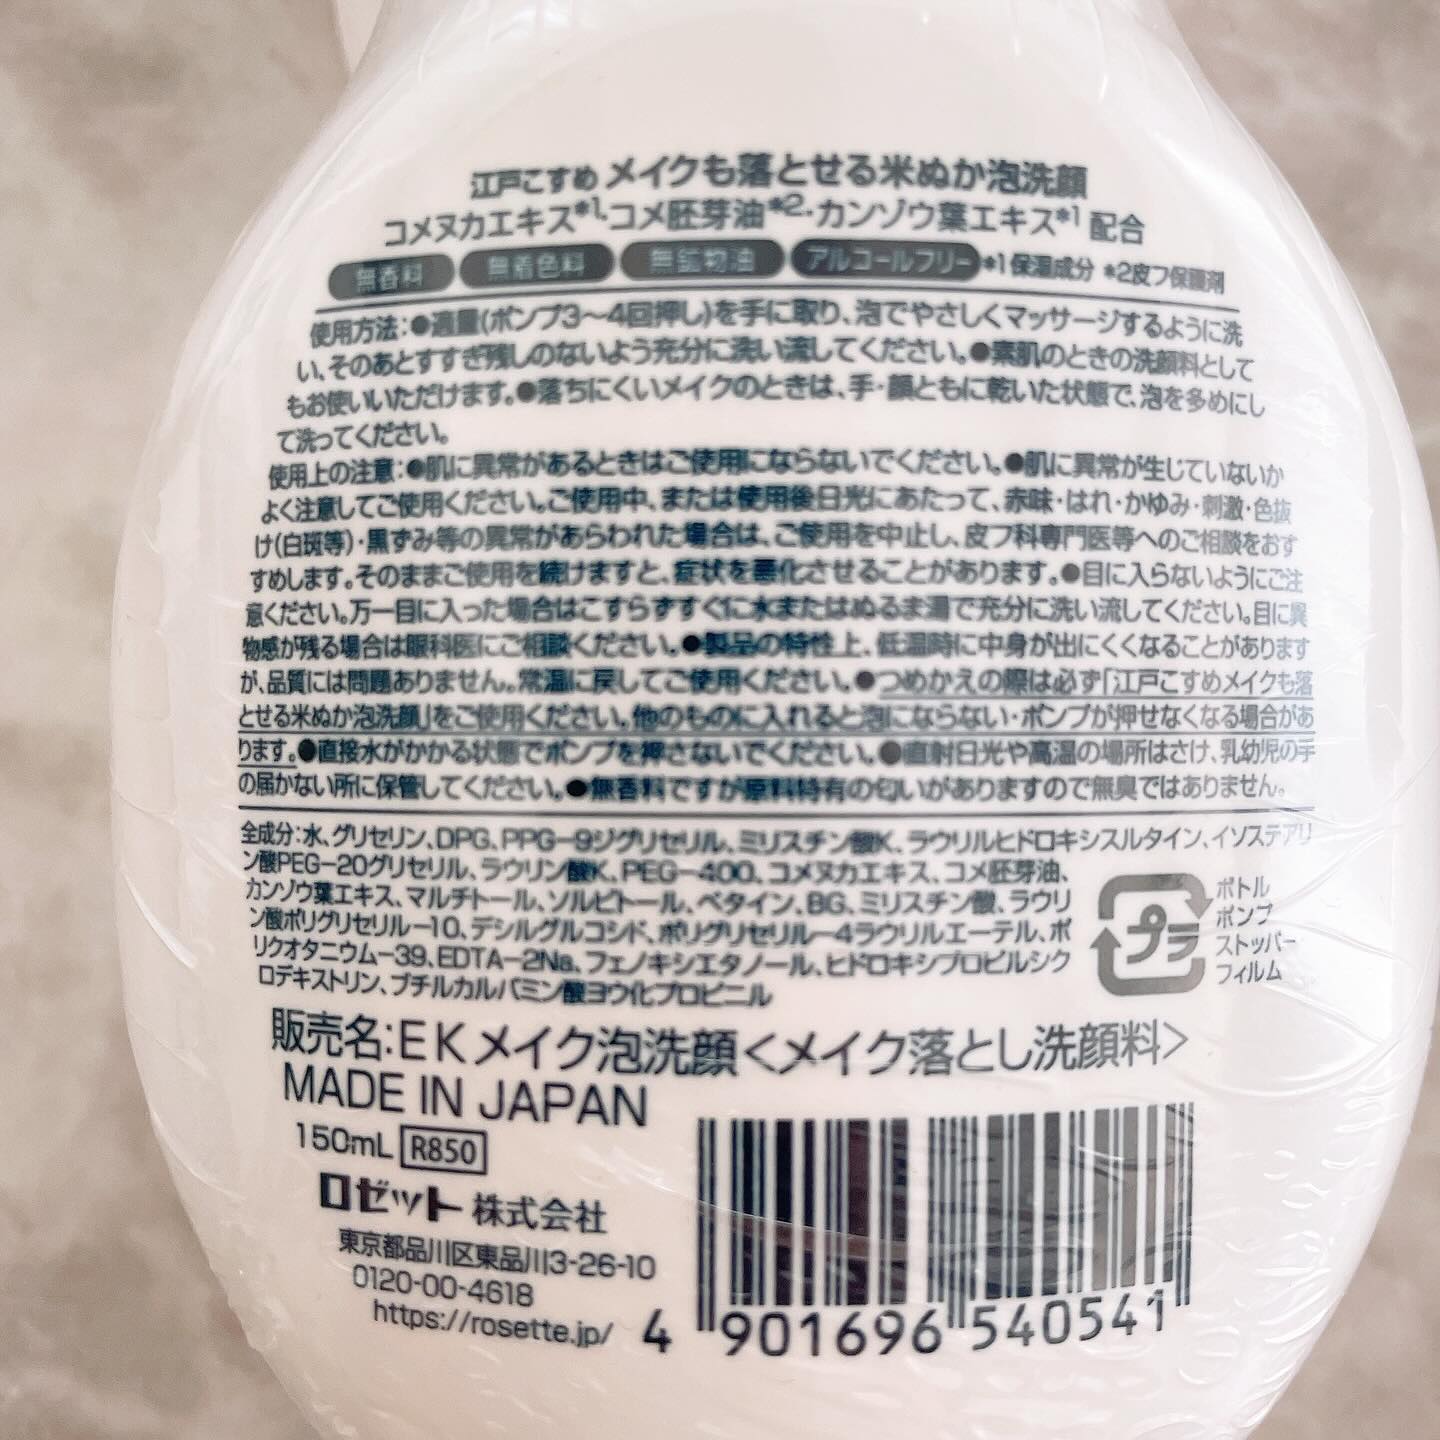 江戸こすめ メイクも落とせる米ぬか泡洗顔
コメヌカエキス*1・コメ胚芽油*2・カンゾウ葉エキス*1 配合
無香料 無着色料 無鉱物油 アルコールフリー *1保湿成分 *2皮フ保護剤
使用方法：●適量(ポンプ3〜4回押し)を手に取り、泡でやさしくマッサージするように洗
い、そのあとすすぎ残しのないよう充分に洗い流してください。●素肌のときの洗顔料として
もお使いいただけます。●落ちにくいメイクのときは、手・顔ともに乾いた状態で、泡を多めにし
て洗ってください。
使用上の注意：●肌に異常があるときはご使用にならないでください。●肌に異常が生じていないか
よく注意してご使用ください。ご使用中、または使用後日光にあたって、赤味・はれ・かゆみ・刺激・色抜
け(白斑等)・黒ずみ等の異常があらわれた場合は、ご使用を中止し、皮フ科専門医等へのご相談をおす
すめします。そのままご使用を続けますと、症状を悪化させることがあります。●目に入らないようにご注
意ください。万一目に入った場合はこすらずすぐに水またはぬるま湯で充分に洗い流してください。目に異
物感が残る場合は眼科医にご相談ください。●製品の特性上、低温時に中身が出にくくなることがあります
が、品質には問題ありません。常温に戻してご使用ください。●つめかえの際は必ず「江戸こすめメイクも落
とせる米ぬか泡洗顔」をご使用ください。他のものに入れると泡にならない・ポンプが押せなくなる場合があ
ります。●直接水がかかる状態でポンプを押さないでください。●直射日光や高温の場所はさけ、乳幼児の手
の届かない所に保管してください。●無香料ですが原料特有の匂いがありますので無臭ではありません。
全成分：水、グリセリン、DPG、PPG−9ジグリセリル、ミリスチン酸K、ラウリルヒドロキシスルタイン、イソステアリ
ン酸PEG−20グリセリル、ラウリン酸K、PEG−400、コメヌカエキス、コメ胚芽油、
カンゾウ葉エキス、マルチトール、ソルビトール、ベタイン、BG、ミリスチン酸、ラウリ
ン酸ポリグリセリル−10、デシルグルコシド、ポリグリセリル−4ラウリルエーテル、ポ
リクオタニウム−39、EDTA−2Na、フェノキシエタノール、ヒドロキシプロピルシク
ロデキストリン、ブチルカルバミン酸ヨウ化プロピニル
プラ
ボトル
ポンプ
ストッパー
フィルム
販売名：EKメイク泡洗顔<メイク落とし洗顔料>
MADE IN JAPAN
150mL R850
ロゼット 株式会社
東京都品川区東品川3-26-10
0120-00-4618
https://rosette.jp/
4 901696 540541